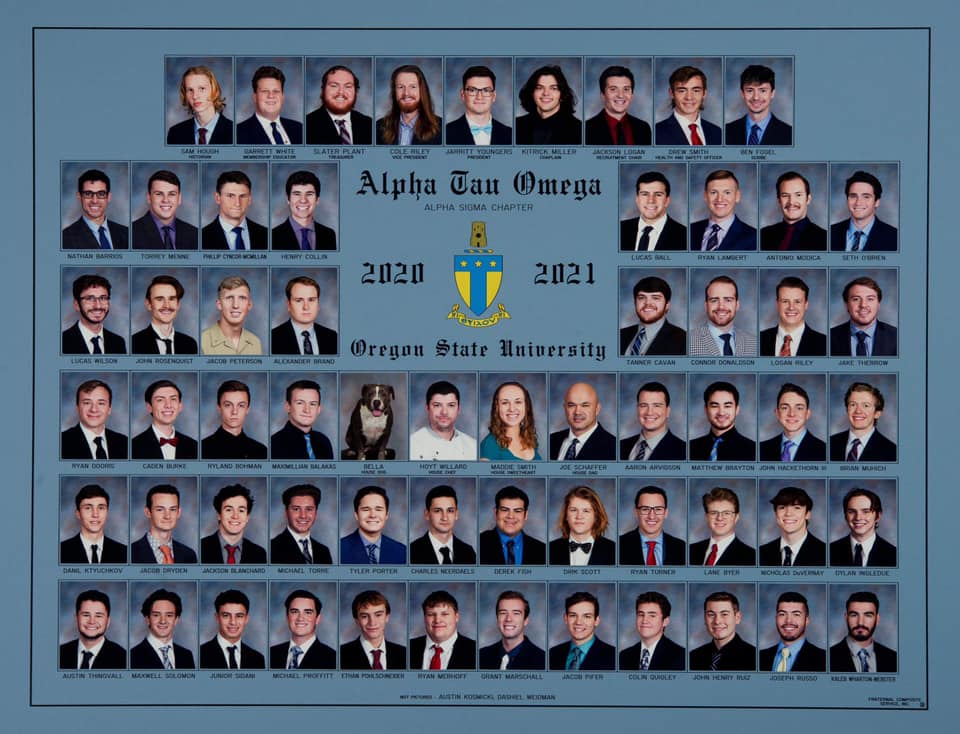 SAM HOUGH
HISTORIAN
GARRETT WHITE
MEMBERSHIP EDUCATOR
SLATER PLANT
TREASURER
COLE RILEY
VICE PRESIDENT
JARRITT YOUNGERS
PRESIDENT
KITRICK MILLER
CHAPLAIN
JACKSON LOGAN
RECRUITMENT CHAIR
DREW SMITH
HEALTH AND SAFETY OFFICER
BEN FOGEL
SCRIBE
Alpha Tau Omega
ALPHA SIGMA CHAPTER
NATHAN BARRIOS
TORREY MENNE
PHILLIP CYNCOR-MCMILLAN
HENRY COLLIN
LUCAS BALL
RYAN LAMBERT
ANTONIO MODICA
SETH O'BRIEN
2020 2021
Oregon State University
LUCAS WILSON
JOHN ROSENQUIST
JACOB PETERSON
ALEXANDER BRAND
TANNER CAVAN
CONNOR DONALDSON
LOGAN RILEY
JAKE THERROW
RYAN DOORIS
CADEN BURKE
RYLAND BOHMAN
MAXIMILLIAN BALAKAS
BELLA
HOUSE DOG
HOYT WILLARD
HOUSE CHEF
MADDIE SMITH
HOUSE SWEETHEART
JOE SCHAFFER
HOUSE DAD
AARON ARVIDSON
MATTHEW BRAYTON
JOHN HACKETHORN III
BRIAN MUHICH
DANIL KTYUCHKOV
JACOB DRYDEN
JACKSON BLANCHARD
MICHAEL TORRE
TYLER PORTER
CHARLES NEERDAELS
DEREK FISH
DIRK SCOTT
RYAN TURNER
LANE BYER
NICHOLAS DuVERNAY
DYLAN INGLEDUE
AUSTIN THINGVALL
MAXWELL SOLOMON
JUNIOR SIDANI
MICHAEL PROFFITT
ETHAN POHLSCHNEIDER
RYAN MERHOFF
GRANT MARSCHALL
JACOB PIFER
COLIN QUIGLEY
JOHN HENRY RUIZ
JOSEPH RUSSO
KALEB WHARTON-WEBSTER
NOT PICTURED - AUSTIN KOSMICKI, DASHIEL WEIDMAN
FRATERNAL COMPOSITE
SERVICE, INC.